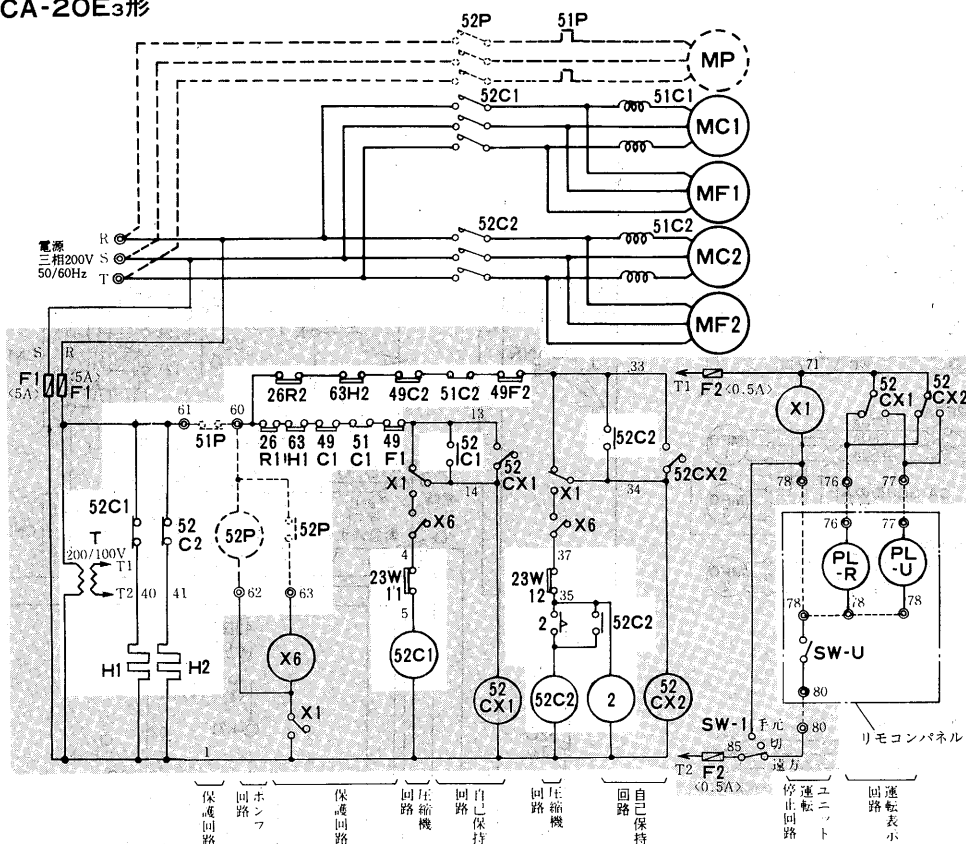 CA-20E₃形
52P
51P
MP
52C1
51C1
MC1
MF1
52C2
51C2
MC2
MF2
電源
三相200V
50/60Hz
R
S
T
S
R
F1
<5A>
<5A>
F1
61
60
51P
26R2
63H2
49C2
51C2
49F2
33
26
R1
63
H1
49
C1
51
C1
49
F1
13
52
C1
52
CX1
X1
14
52C2
52CX2
34
X1
T1
F2
<0.5A>
71
X1
52
CX1
52
CX2
78
76
77
76
77
PL
-R
PL
-U
78
78
78
SW-U
80
80
リモコンパネル
52C1
52
C2
T
200/100V
T1
T2
40
41
H1
H2
52P
52P
62
63
X6
X1
1
X6
4
23W
1'1
5
52C1
52
CX1
X6
37
23W
12
35
2
52C2
52C2
2
52
CX2
SW-1
手元
切
遠方
85
T2
F2
<0.5A>
保護回路
ポンプ
回路
保護回路
圧縮機
回路
自己保持
回路
圧縮機
回路
自己保持
回路
ユニット
運転
停止回路
運転表示
回路